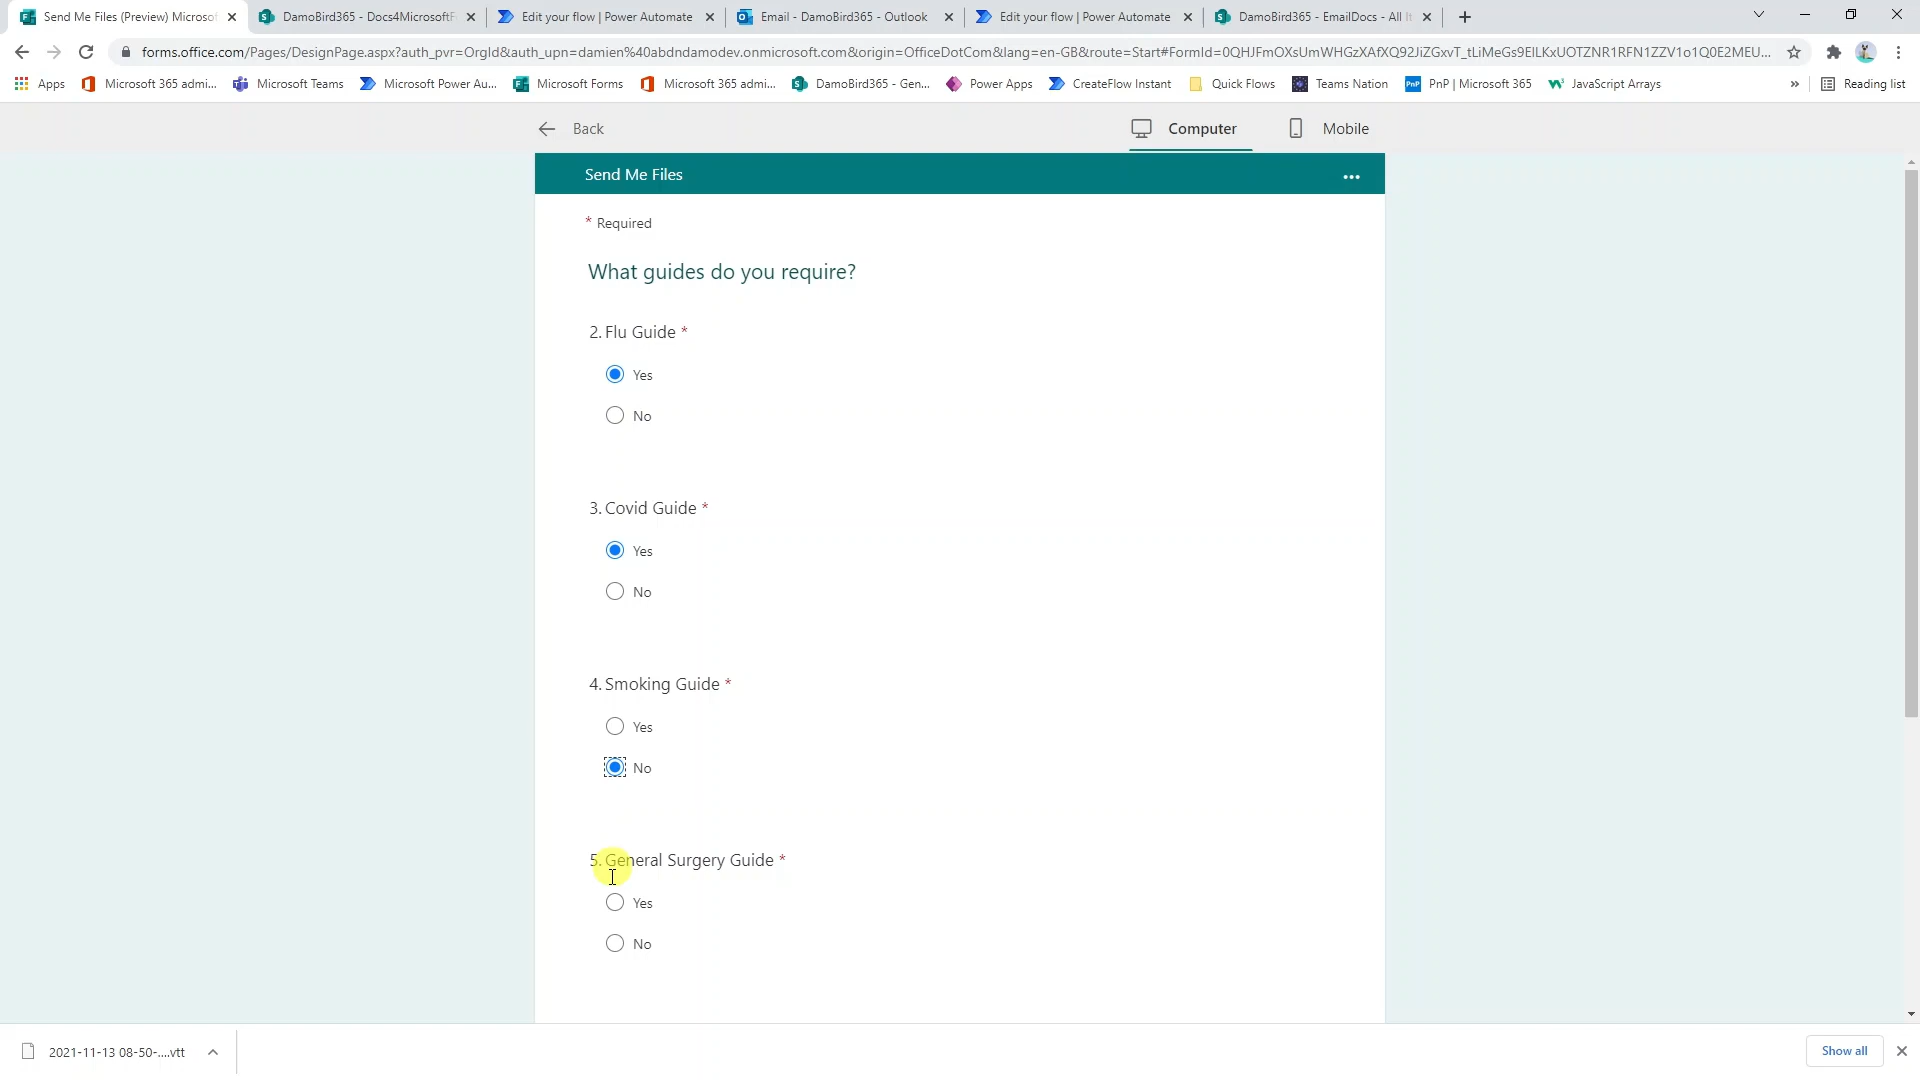 Send Me Files (Preview) Microso
DamoBird365 - Docs4MicrosoftF
Edit your flow | Power Automate
Email - DamoBird365 - Outlook
Edit your flow | Power Automate
DamoBird365 - EmailDocs - All It
forms.office.com/Pages/DesignPage.aspx?auth_pvr=OrgId&auth_upn=damien%40abdndamodev.onmicrosoft.com&origin=OfficeDotCom&lang=en-GB&route=Start#FormId=0QHJFmOXsUmWHGzXAfXQ92JiZGxvT_tLiMeGs9EILKxUOTZNR1RFN1ZZV1o1Q0E2MEU...
Apps
Microsoft 365 admi...
Microsoft Teams
Microsoft Power Au...
Microsoft Forms
Microsoft 365 admi...
DamoBird365 - Gen...
Power Apps
CreateFlow Instant
Quick Flows
Teams Nation
PnP | Microsoft 365
JavaScript Arrays
»
Reading list
Back
Computer
Mobile
Send Me Files
...
* Required
What guides do you require?
2. Flu Guide *
Yes
No
3. Covid Guide *
Yes
No
4. Smoking Guide *
Yes
No
5. General Surgery Guide *
Yes
No
2021-11-13 08-50-....vtt
Show all